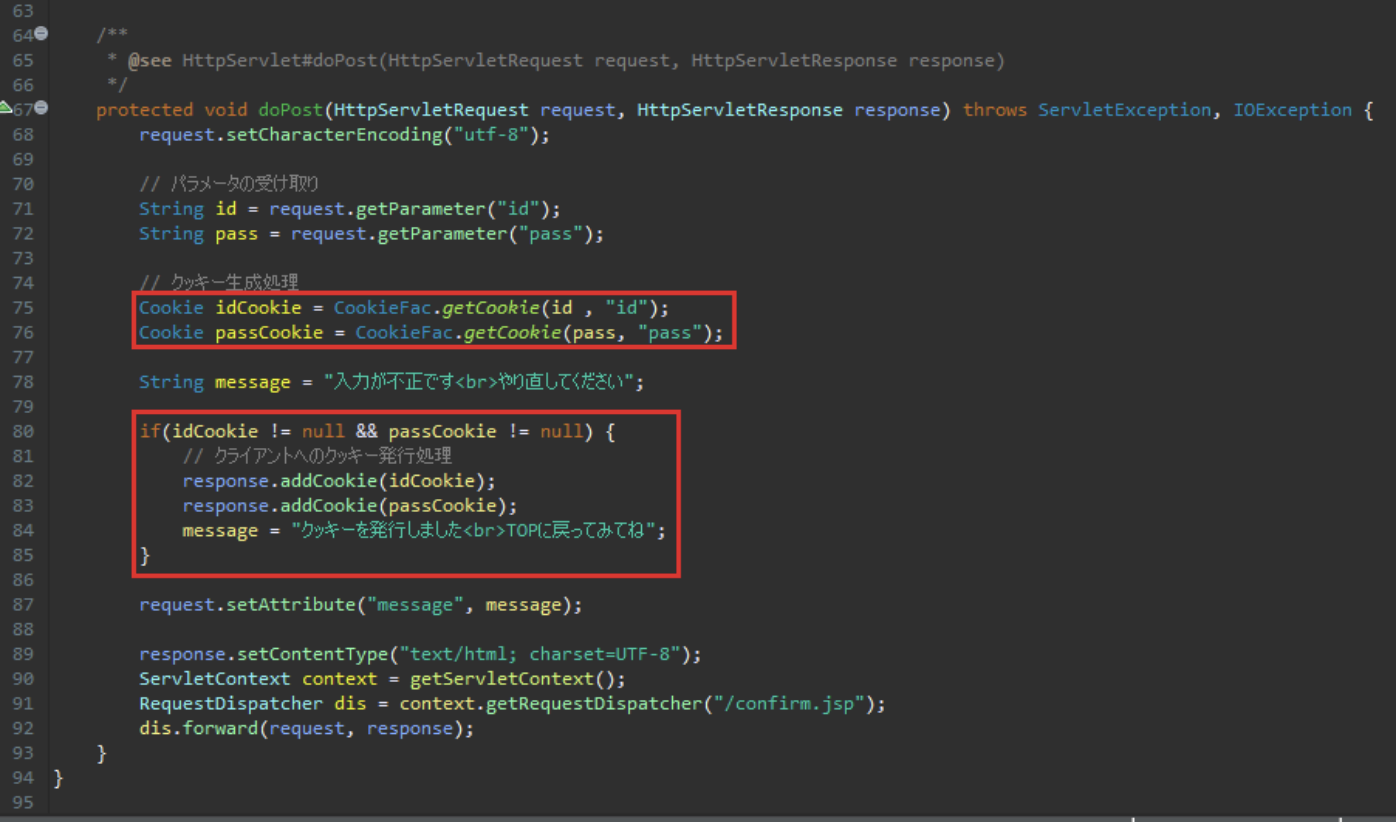 63
64 /**
65 * @see HttpServlet#doPost(HttpServletRequest request, HttpServletResponse response)
66 */
67 protected void doPost(HttpServletRequest request, HttpServletResponse response) throws ServletException, IOException {
68 request.setCharacterEncoding("utf-8");
69
70 // パラメータの受け取り
71 String id = request.getParameter("id");
72 String pass = request.getParameter("pass");
73
74 // クッキー生成処理
75 Cookie idCookie = CookieFac.getCookie(id , "id");
76 Cookie passCookie = CookieFac.getCookie(pass, "pass");
77
78 String message = "入力が不正です<br>やり直してください";
79
80 if(idCookie != null && passCookie != null) {
81 // クライアントへのクッキー発行処理
82 response.addCookie(idCookie);
83 response.addCookie(passCookie);
84 message = "クッキーを発行しました<br>TOPに戻ってみてね";
85 }
86
87 request.setAttribute("message", message);
88
89 response.setContentType("text/html; charset=UTF-8");
90 ServletContext context = getServletContext();
91 RequestDispatcher dis = context.getRequestDispatcher("/confirm.jsp");
92 dis.forward(request, response);
93 }
94 }
95